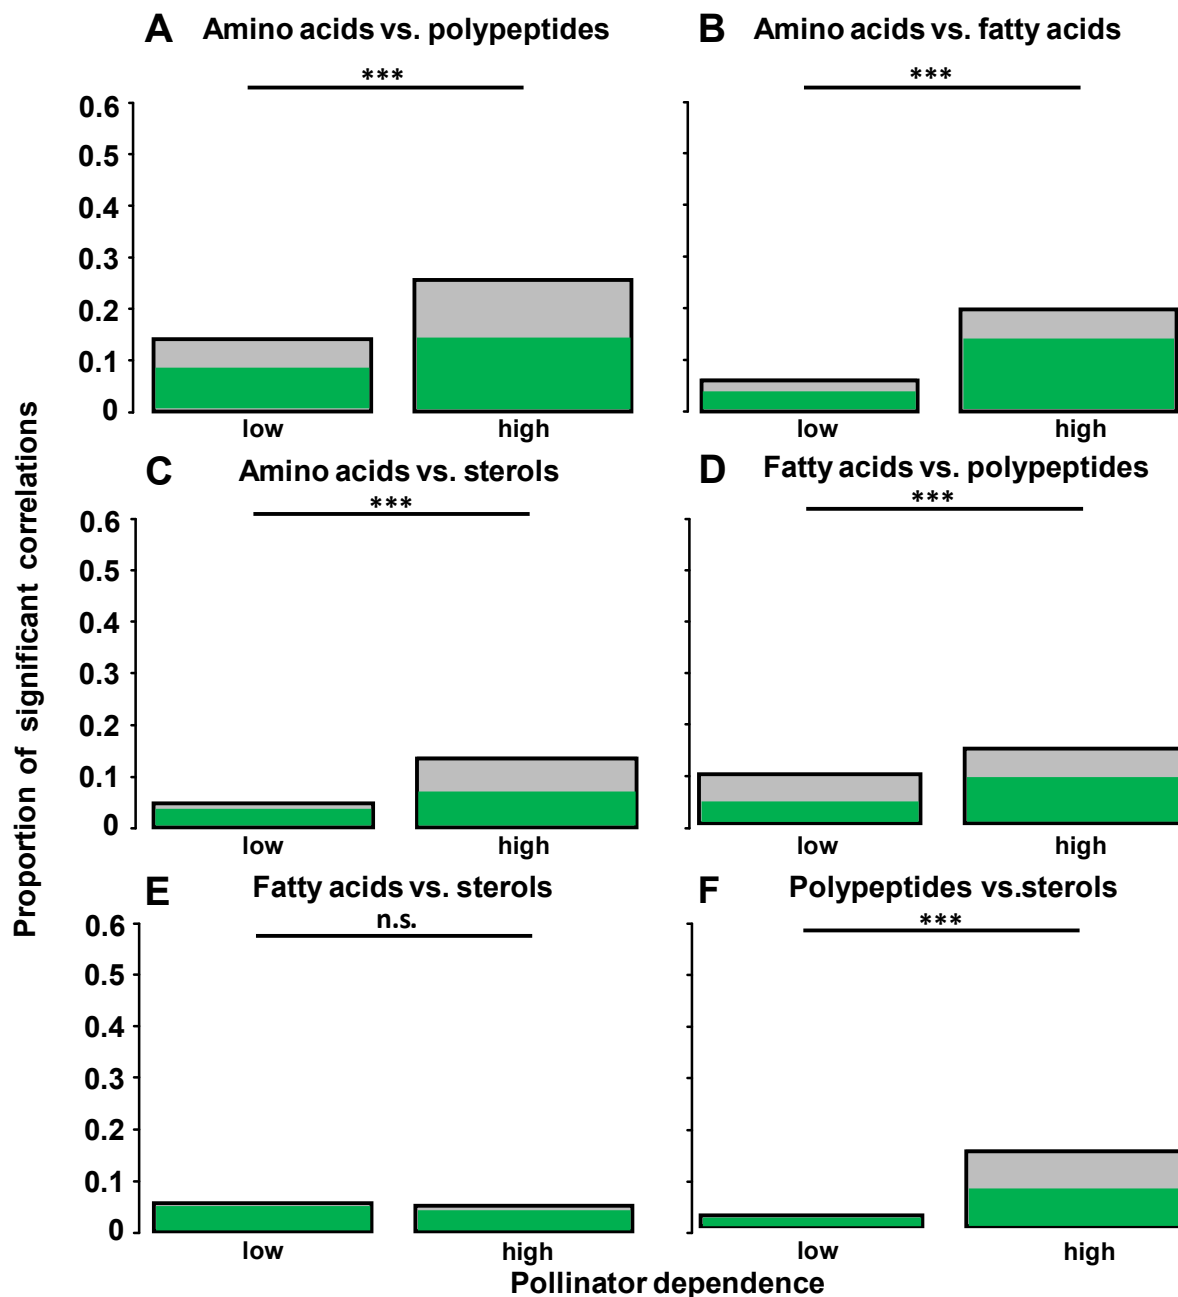 A Amino acids vs. polypeptides
***
0.6
0.5
0.4
0.3
0.2
0.1
0
low high
B Amino acids vs. fatty acids
***
low high
C Amino acids vs. sterols
***
0.6
0.5
0.4
0.3
0.2
0.1
0
low high
D Fatty acids vs. polypeptides
***
low high
E Fatty acids vs. sterols
n.s.
0.6
0.5
0.4
0.3
0.2
0.1
0
low high
F Polypeptides vs.sterols
***
low high
Proportion of significant correlations
Pollinator dependence